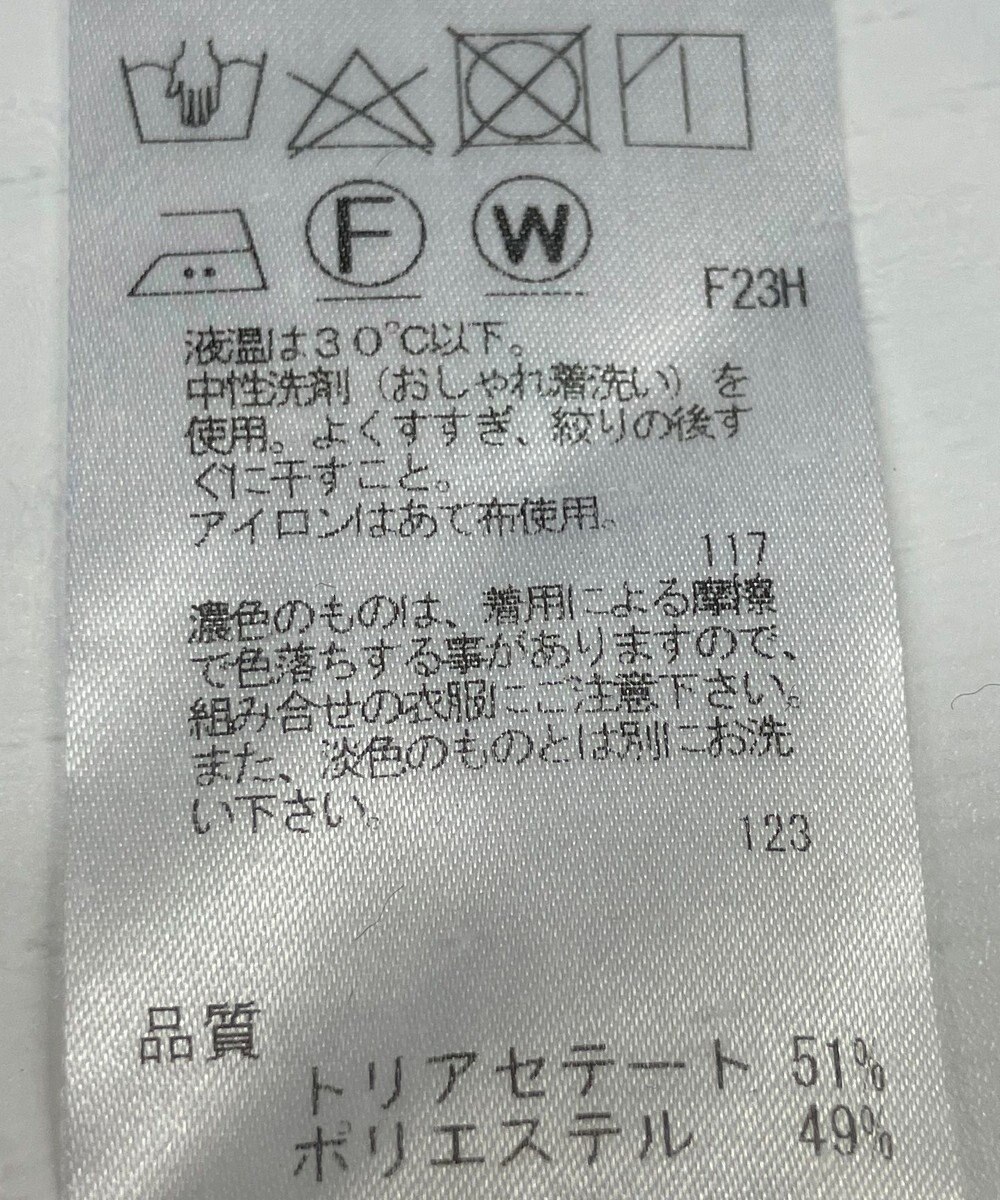 F
W
F23H
液温は30℃以下。
中性洗剤（おしゃれ着洗い）を
使用。よくすすぎ、絞りの後す
ぐに干すこと。
アイロンはあて布使用。
117
濃色のものは、着用による摩擦
で色落ちする事がありますので、
組み合せの衣服にご注意下さい。
また、淡色のものとは別にお洗
い下さい。
123
品質
トリアセテート 51%
ポリエステル 49%